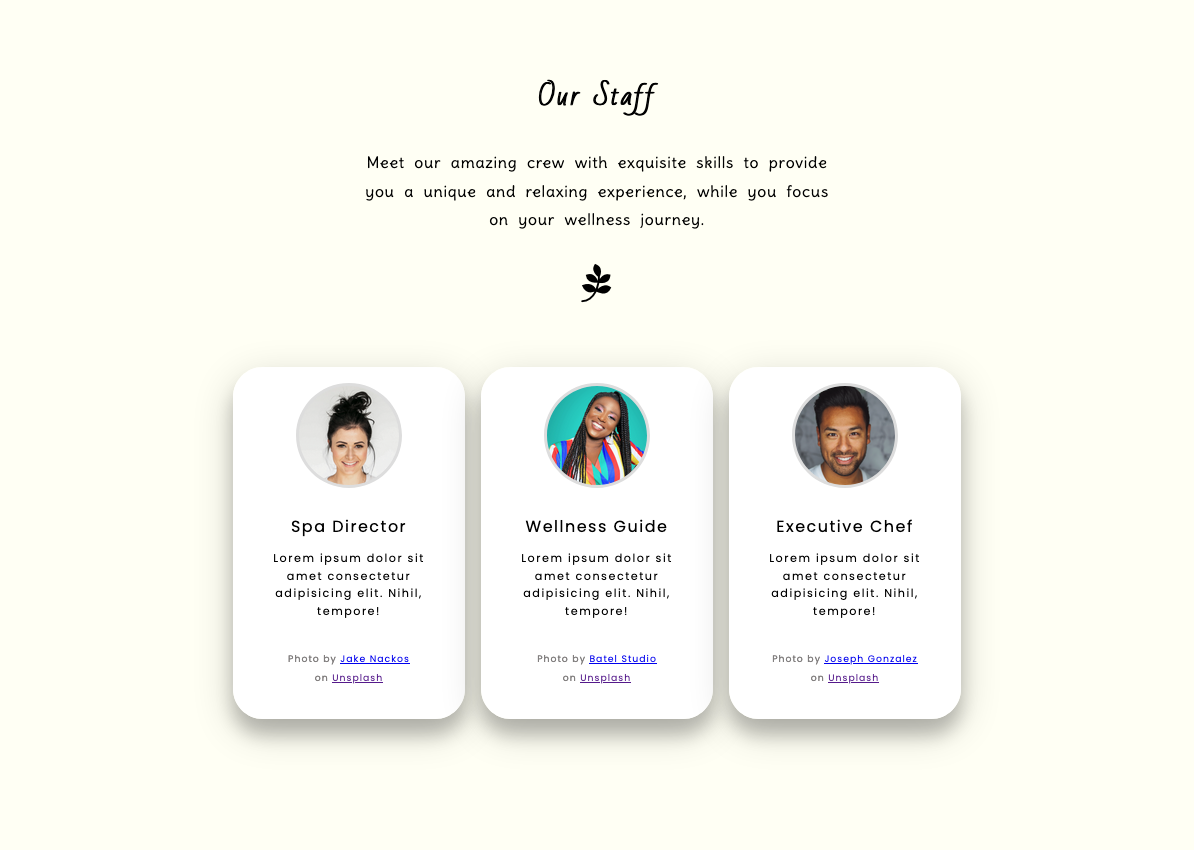 Our Staff
Meet our amazing crew with exquisite skills to provide
you a unique and relaxing experience, while you focus
on your wellness journey.
Spa Director
Lorem ipsum dolor sit
amet consectetur
adipisicing elit. Nihil,
tempore!
Photo by Jake Nackos
on Unsplash
Wellness Guide
Lorem ipsum dolor sit
amet consectetur
adipisicing elit. Nihil,
tempore!
Photo by Batel Studio
on Unsplash
Executive Chef
Lorem ipsum dolor sit
amet consectetur
adipisicing elit. Nihil,
tempore!
Photo by Joseph Gonzalez
on Unsplash